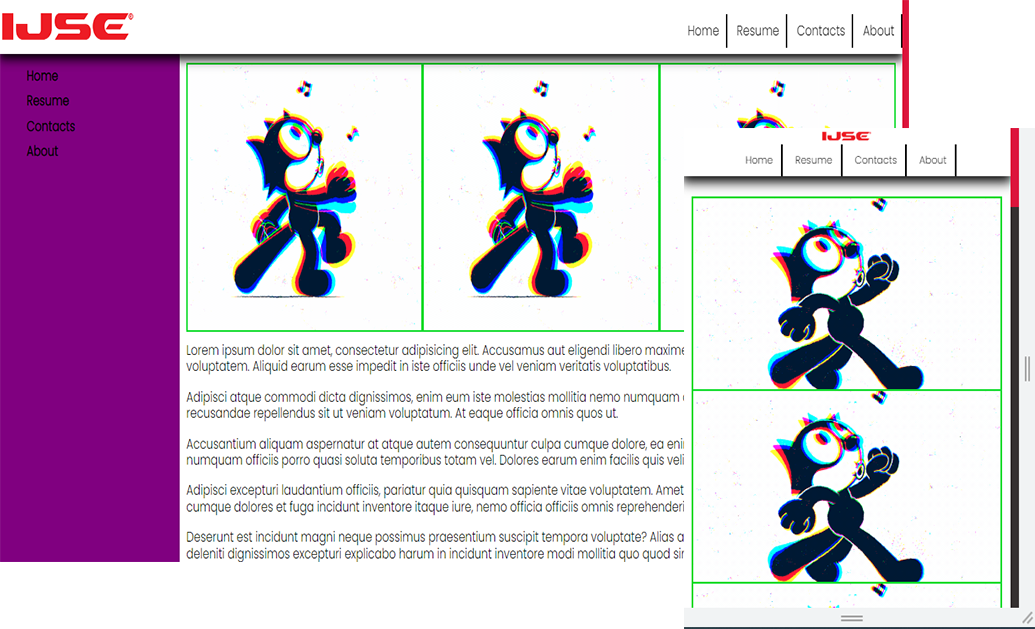 IJSE©
Home Resume Contacts About
Home
Resume
Contacts
About
Lorem ipsum dolor sit amet, consectetur adipisicing elit. Accusamus aut eligendi libero maxime
voluptatem. Aliquid earum esse impedit in iste officiis unde vel veniam veritatis voluptatibus.
Adipisci atque commodi dicta dignissimos, enim eum iste molestias mollitia nemo numquam
recusandae repellendus sit ut veniam voluptatum. At eaque officia omnis quos ut.
Accusantium aliquam aspernatur at atque autem consequuntur culpa cumque dolore, ea eni
numquam officiis porro quasi soluta temporibus totam vel. Dolores earum enim facilis quis veli
Adipisci excepturi laudantium officiis, pariatur quia quisquam sapiente vitae voluptatem. Amet
cumque dolores et fuga incidunt inventore itaque iure, nemo officia officiis omnis reprehenderi
Deserunt est incidunt magni neque possimus praesentium suscipit tempora voluptate? Alias a
deleniti dignissimos excepturi explicabo harum in incidunt inventore modi mollitia quo quod sin
IJSE
Home Resume Contacts About